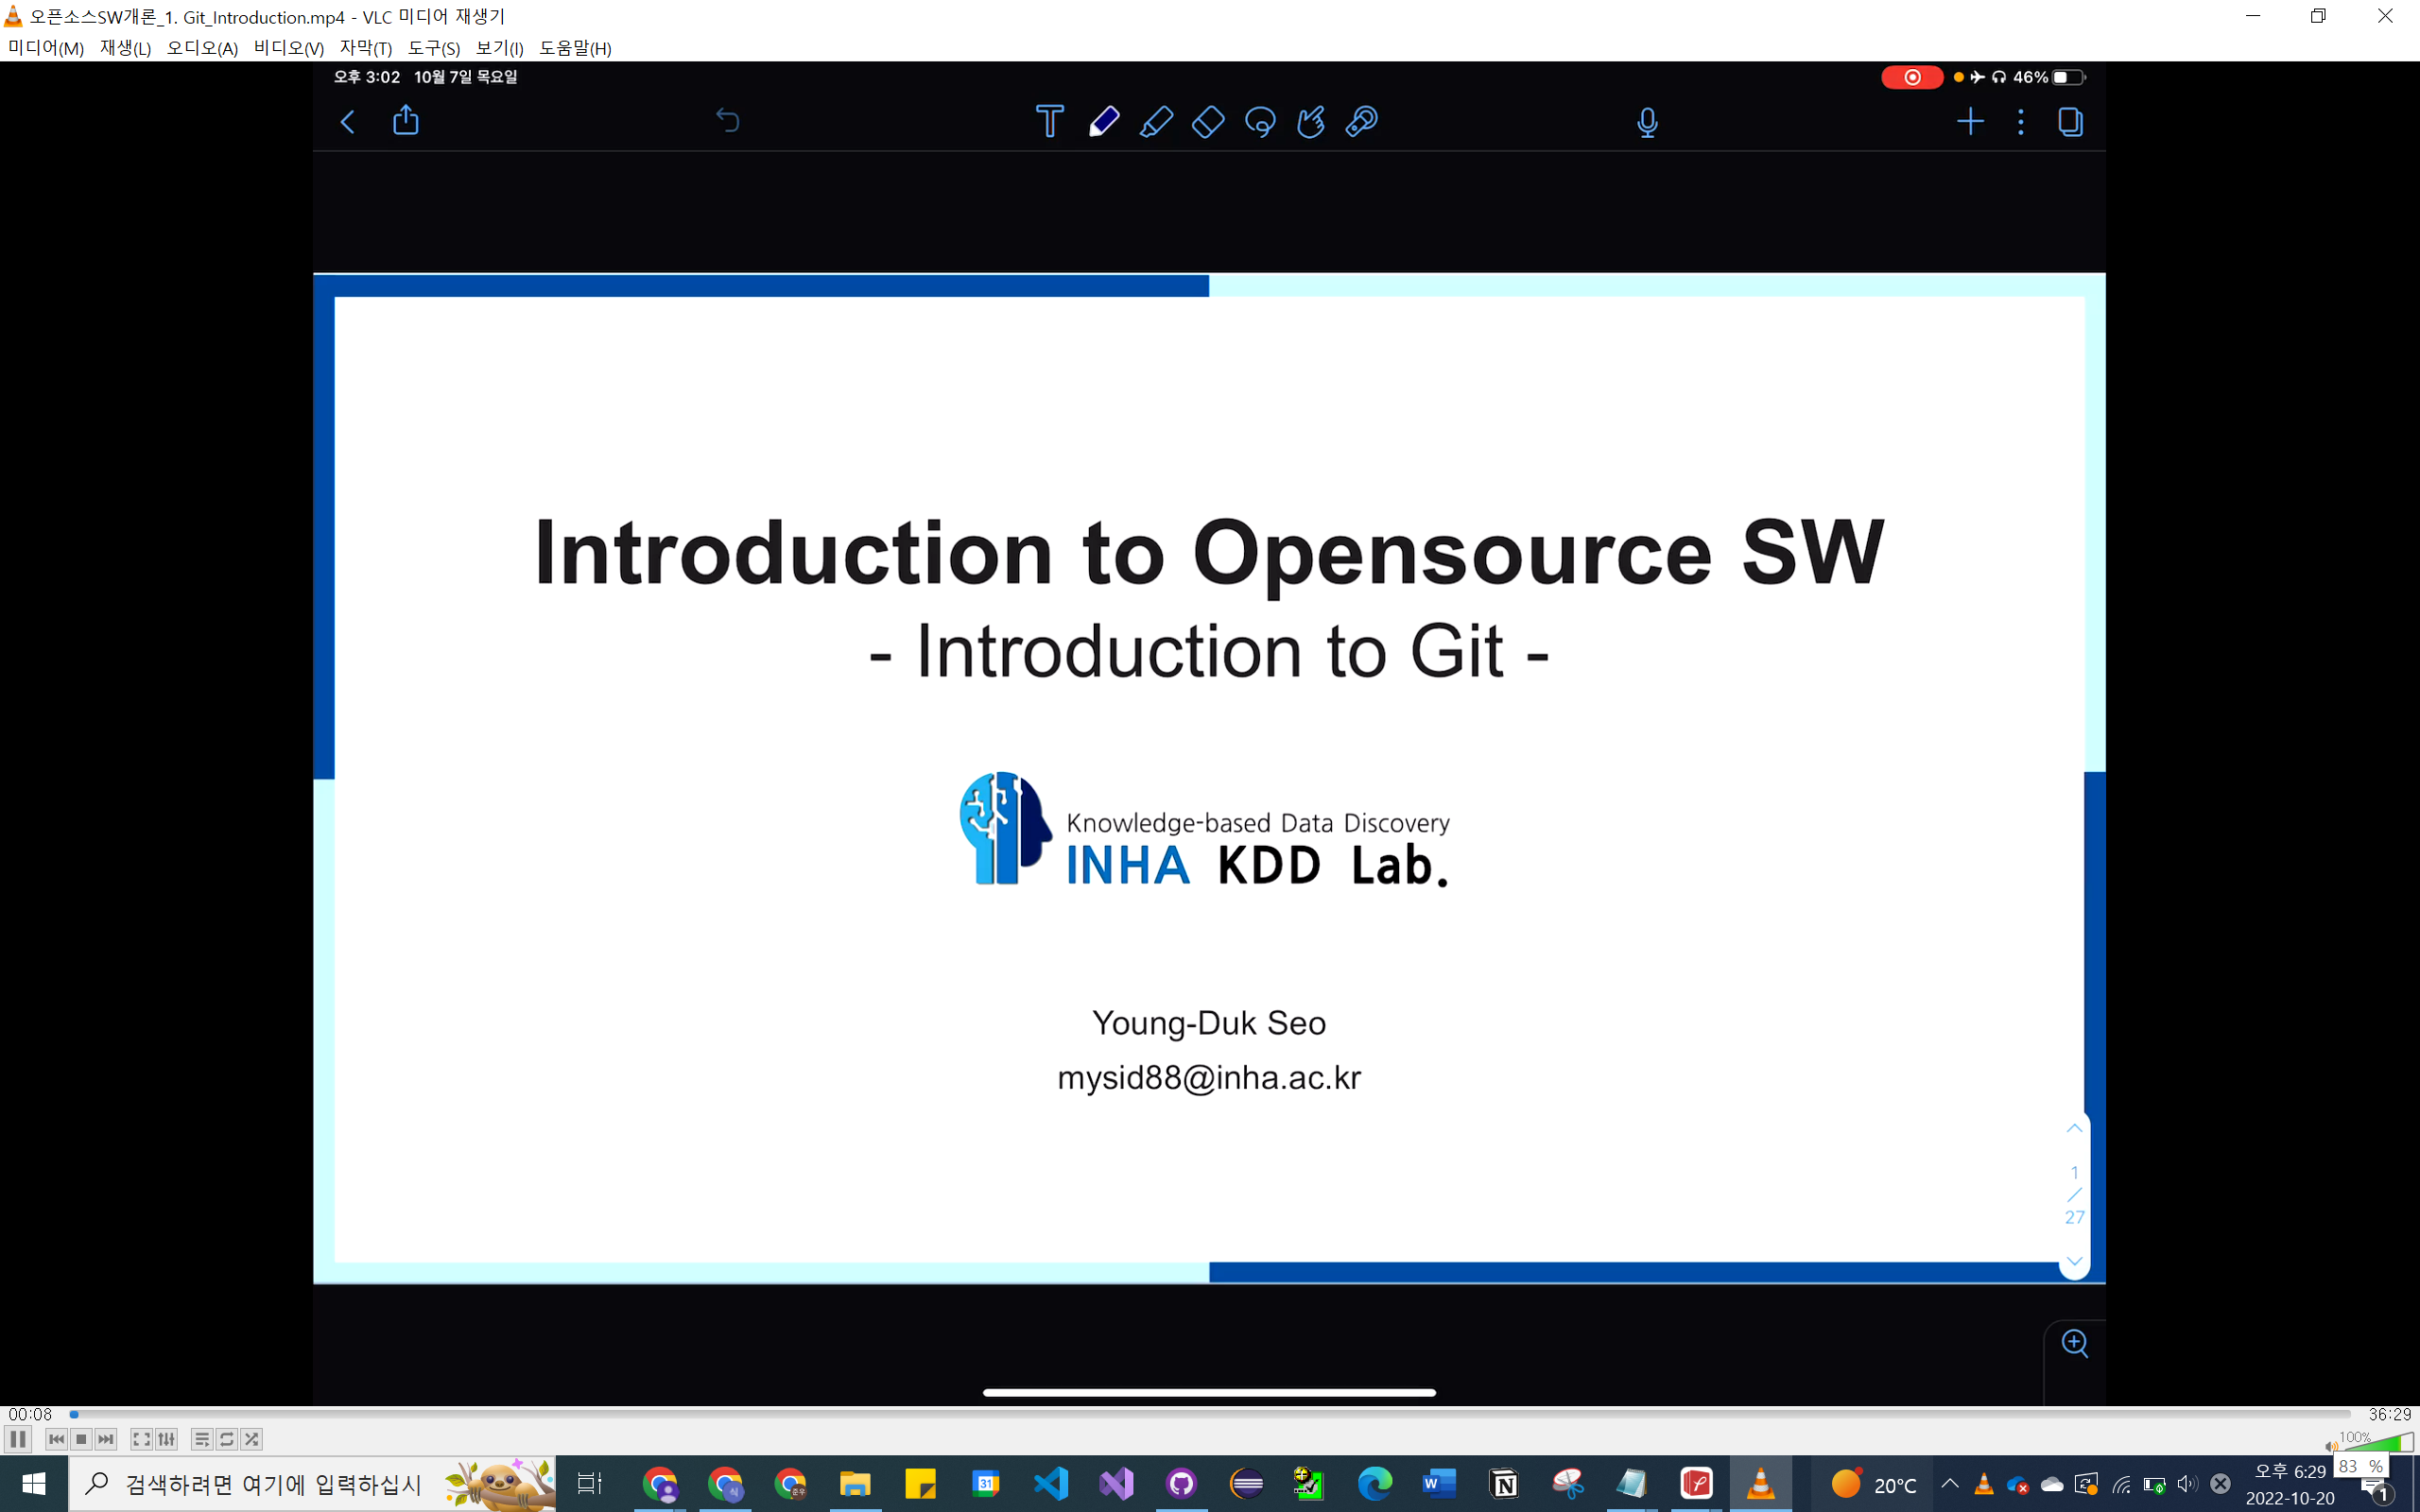 오픈소스SW개론_1. Git_Introduction.mp4 - VLC 미디어 재생기
미디어(M) 재생(L) 오디오(A) 비디오(V) 자막(T) 도구(S) 보기(I) 도움말(H)
오후 3:02 10월 7일 목요일
46%
Introduction to Opensource SW
- Introduction to Git -
Knowledge-based Data Discovery
INHA KDD Lab.
Young-Duk Seo
mysid88@inha.ac.kr
1
/
27
00:08
36:29
100%
83 %
검색하려면 여기에 입력하십시
20°C
오후 6:29
2022-10-20
1